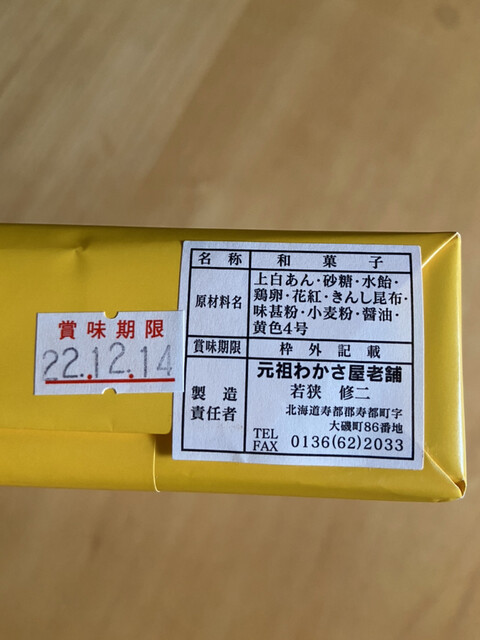 賞味期限
22.12.14
名称 和菓子
原材料名 上白あん・砂糖・水飴・
鶏卵・花紅・きんし昆布・
味甚粉・小麦粉・醤油・
黄色4号
賞味期限 枠外記載
製造
責任者
元祖わかさ屋老舗
若狭 修二
北海道寿都郡寿都町字
大磯町86番地
TEL
FAX 0136(62)2033